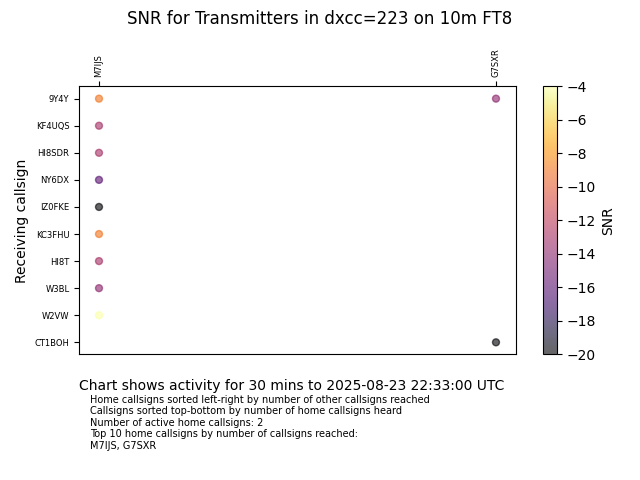 SNR for Transmitters in dxcc=223 on 10m FT8
M7IJS
G7SXR
9Y4Y
KF4UQS
HI8SDR
NY6DX
IZ0FKE
KC3FHU
HI8T
W3BL
W2VW
CT1BOH
Receiving callsign
−4
−6
−8
−10
−12
−14
−16
−18
−20
SNR
Chart shows activity for 30 mins to 2025-08-23 22:33:00 UTC
Home callsigns sorted left-right by number of other callsigns reached
Callsigns sorted top-bottom by number of home callsigns heard
Number of active home callsigns: 2
Top 10 home callsigns by number of callsigns reached:
M7IJS, G7SXR